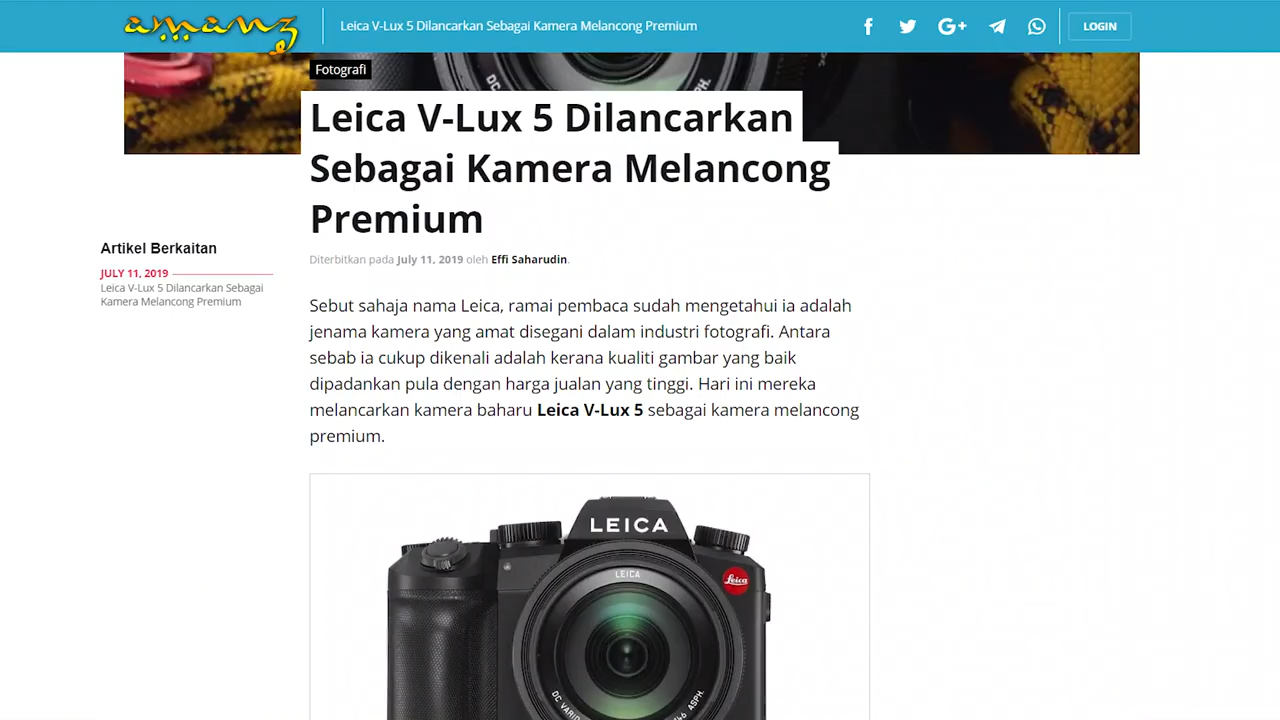 amanz
Leica V-Lux 5 Dilancarkan Sebagai Kamera Melancong Premium
LOGIN
Fotografi
Leica V-Lux 5 Dilancarkan
Sebagai Kamera Melancong
Premium
Diterbitkan pada July 11, 2019 oleh Effi Saharudin.
Artikel Berkaitan
JULY 11, 2019
Leica V-Lux 5 Dilancarkan Sebagai
Kamera Melancong Premium
Sebut sahaja nama Leica, ramai pembaca sudah mengetahui ia adalah
jenama kamera yang amat disegani dalam industri fotografi. Antara
sebab ia cukup dikenali adalah kerana kualiti gambar yang baik
dipadankan pula dengan harga jualan yang tinggi. Hari ini mereka
melancarkan kamera baharu Leica V-Lux 5 sebagai kamera melancong
premium.
LEICA
LEICA
Leica
DC VARIO
ASPH.